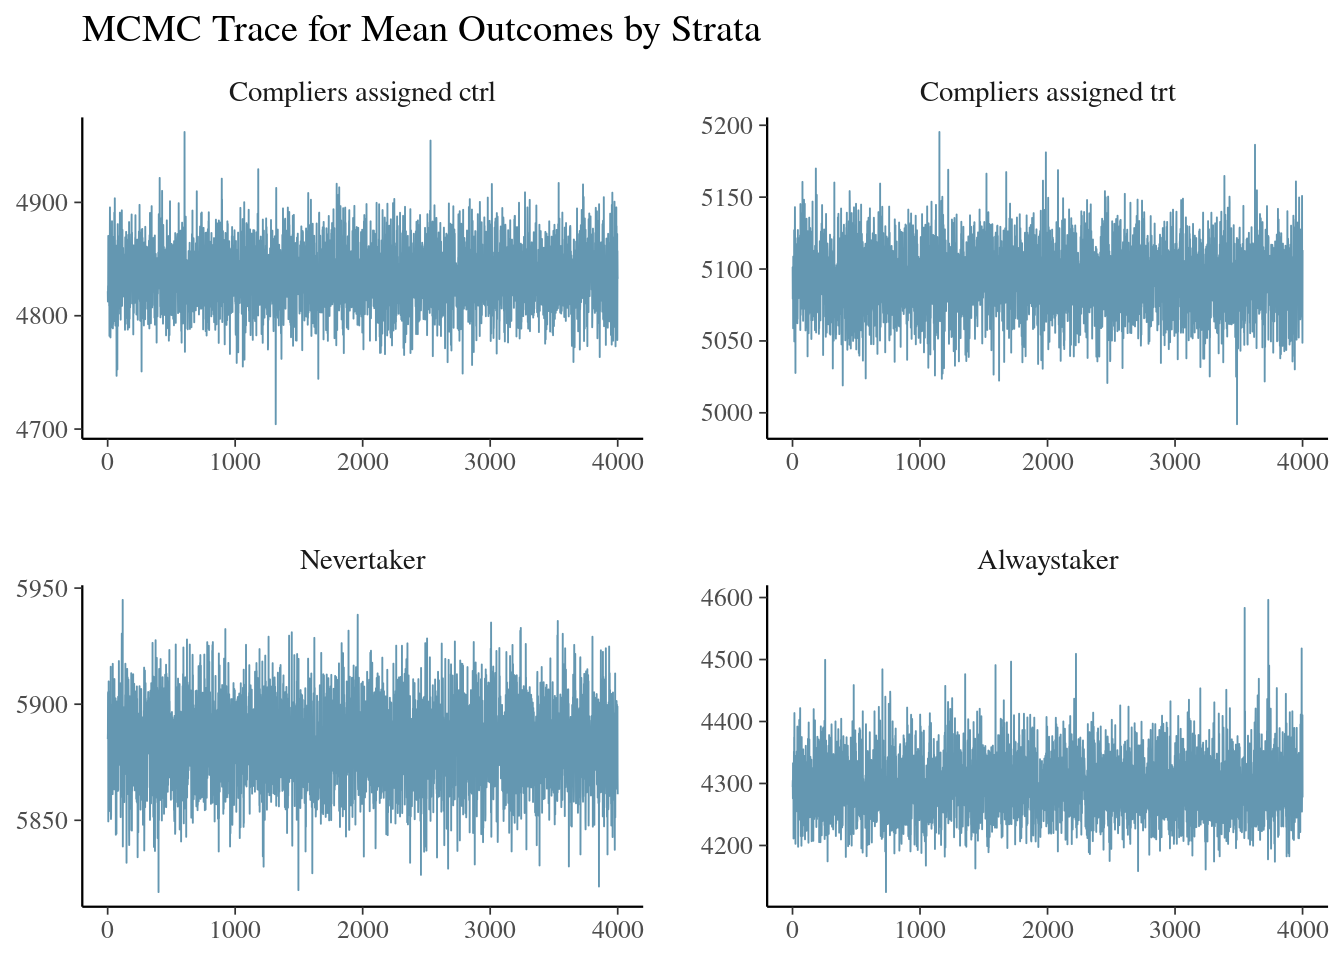 MCMC Trace for Mean Outcomes by Strata
Compliers assigned ctrl
4900
4800
4700
0 1000 2000 3000 4000
Compliers assigned trt
5200
5150
5100
5050
5000
0 1000 2000 3000 4000
Nevertaker
5950
5900
5850
0 1000 2000 3000 4000
Alwaystaker
4600
4500
4400
4300
4200
0 1000 2000 3000 4000